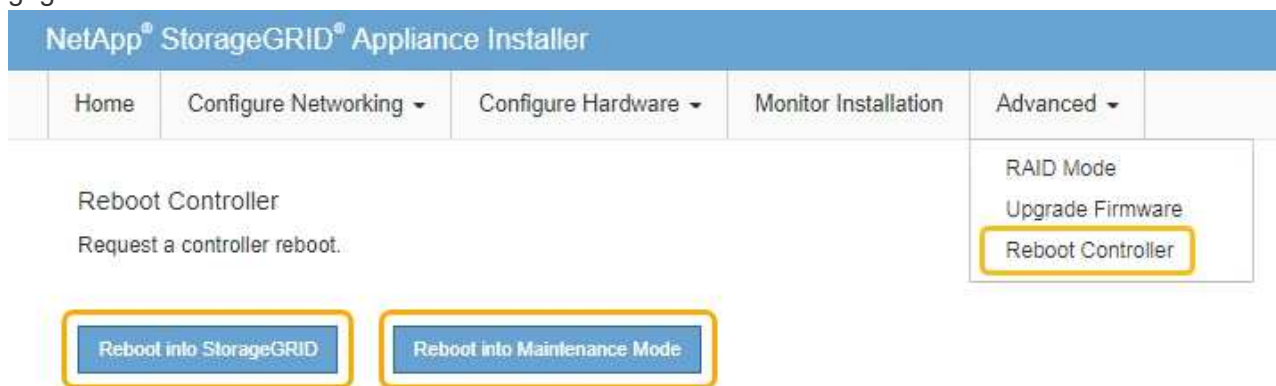 NetApp® StorageGRID® Appliance Installer
Home Configure Networking Configure Hardware Monitor Installation Advanced
RAID Mode
Upgrade Firmware
Reboot Controller
Reboot Controller
Request a controller reboot.
Reboot into StorageGRID Reboot into Maintenance Mode